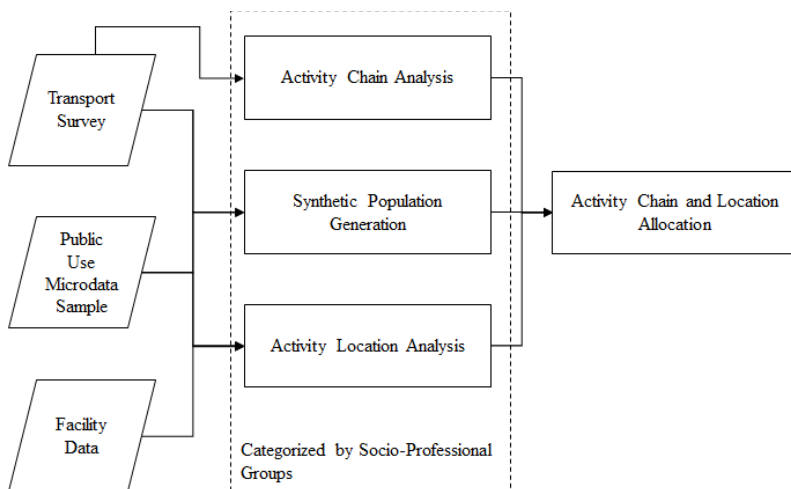 Transport
Survey
Public
Use
Microdata
Sample
Facility
Data
Activity Chain Analysis
Synthetic Population
Generation
Activity Location Analysis
Categorized by Socio-Professional
Groups
Activity Chain and Location
Allocation